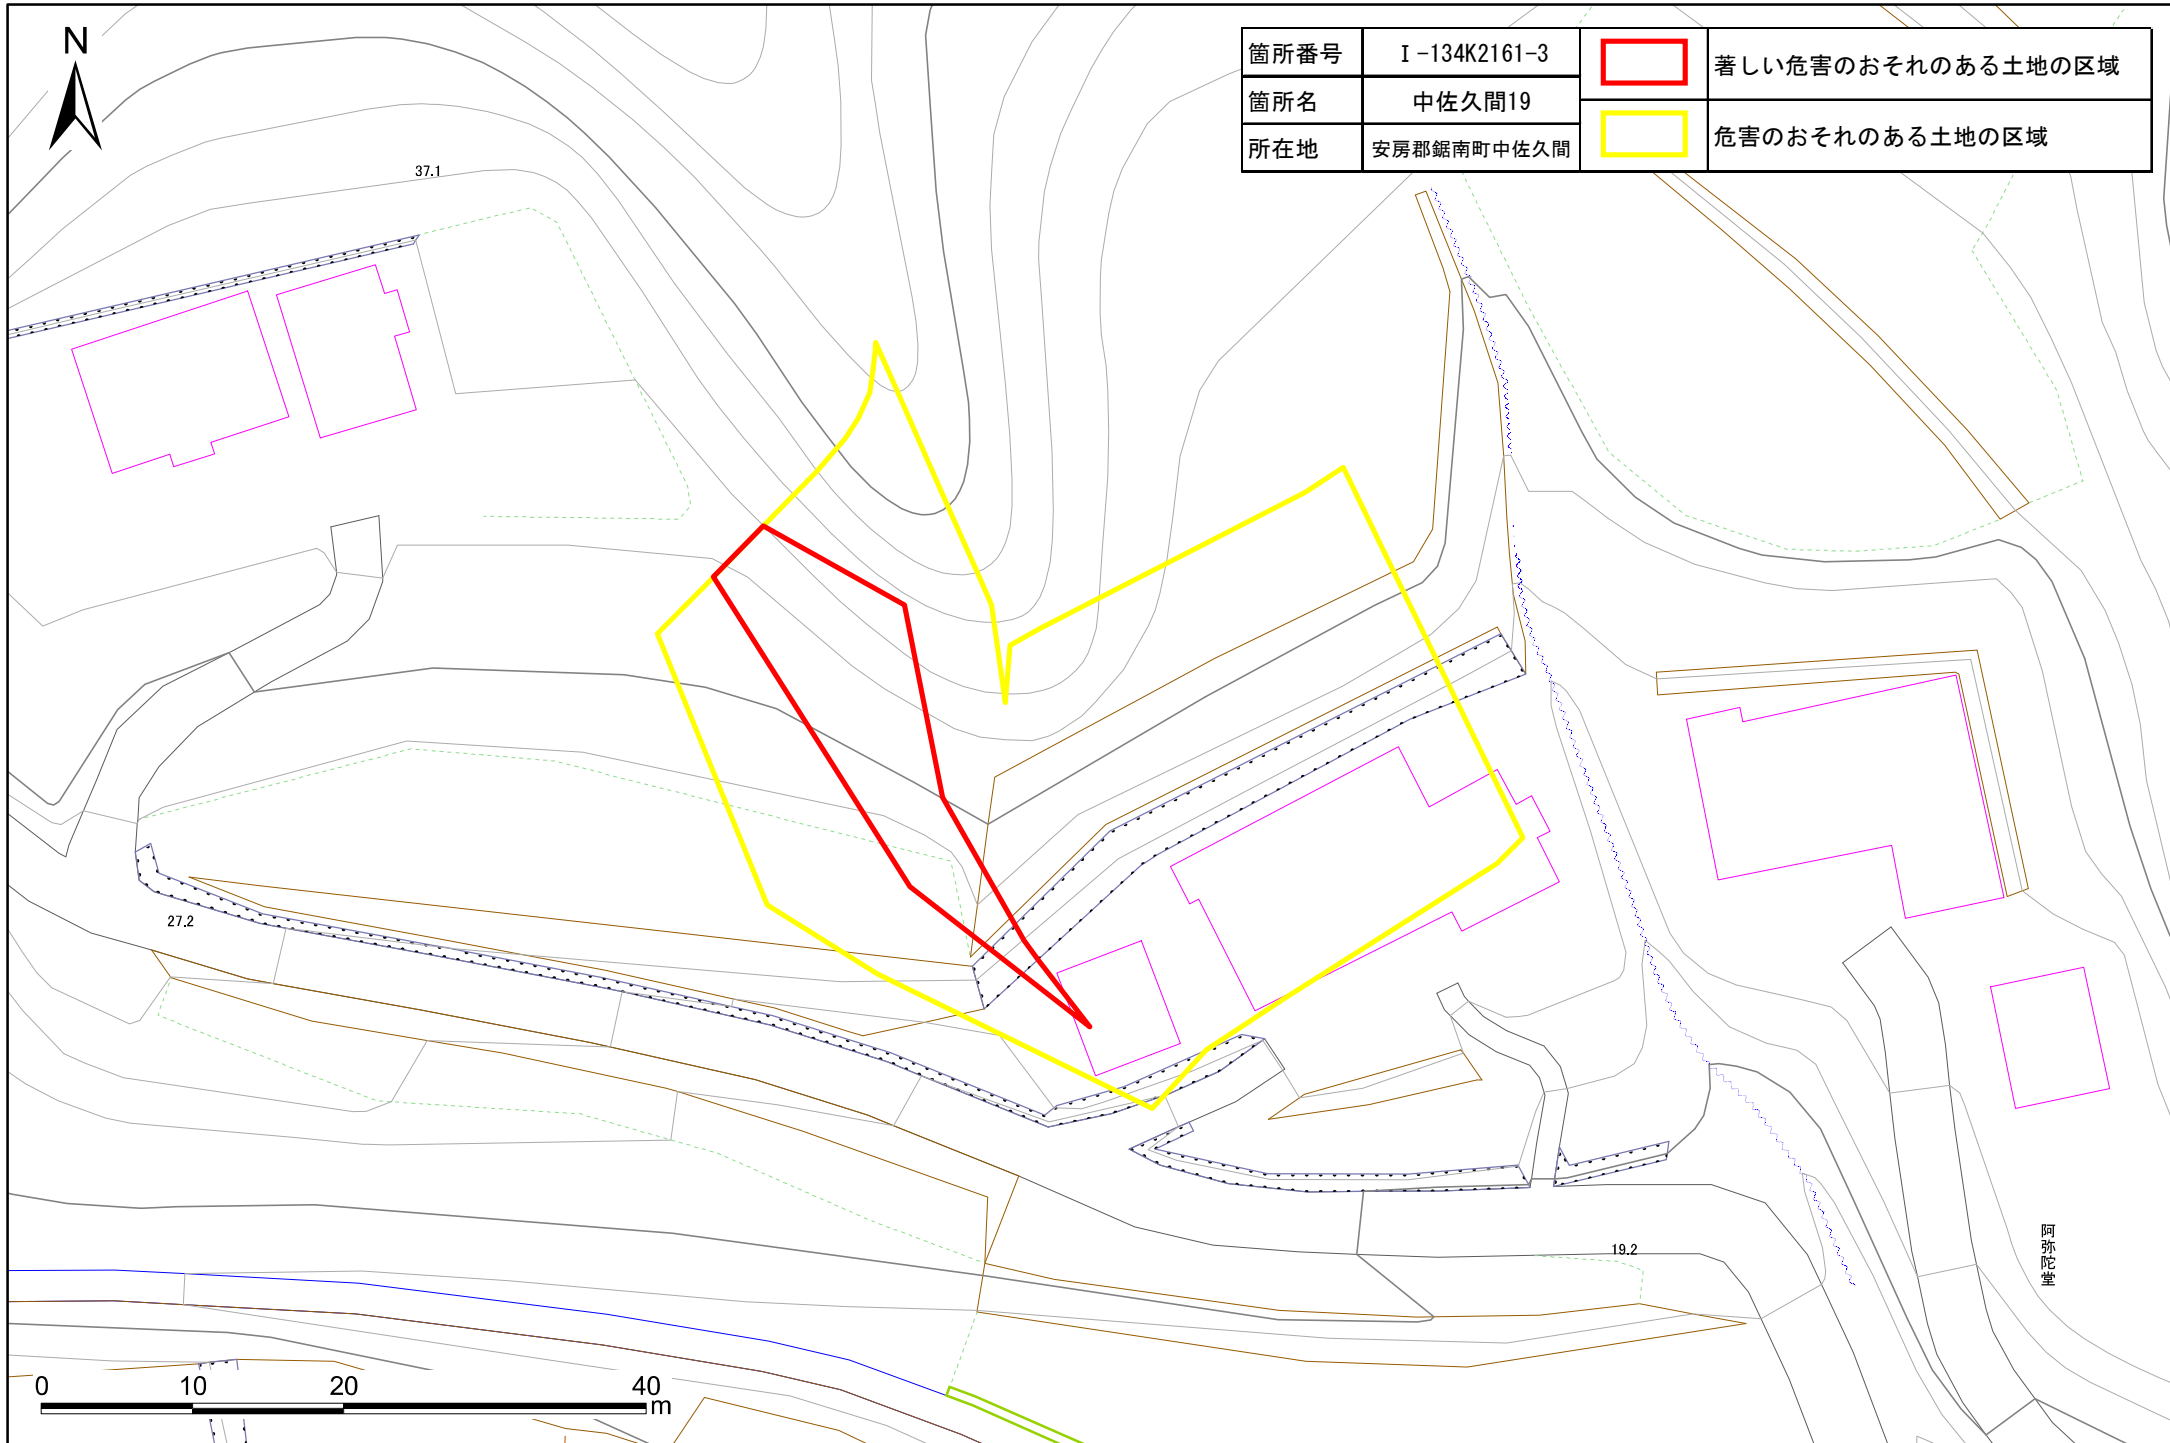 N
箇所番号 Ⅰ-134K2161-3
箇所名 中佐久間19
所在地 安房郡鋸南町中佐久間
著しい危害のおそれのある土地の区域
危害のおそれのある土地の区域
37.1
27.2
19.2
阿弥陀堂
0 10 20 40 m